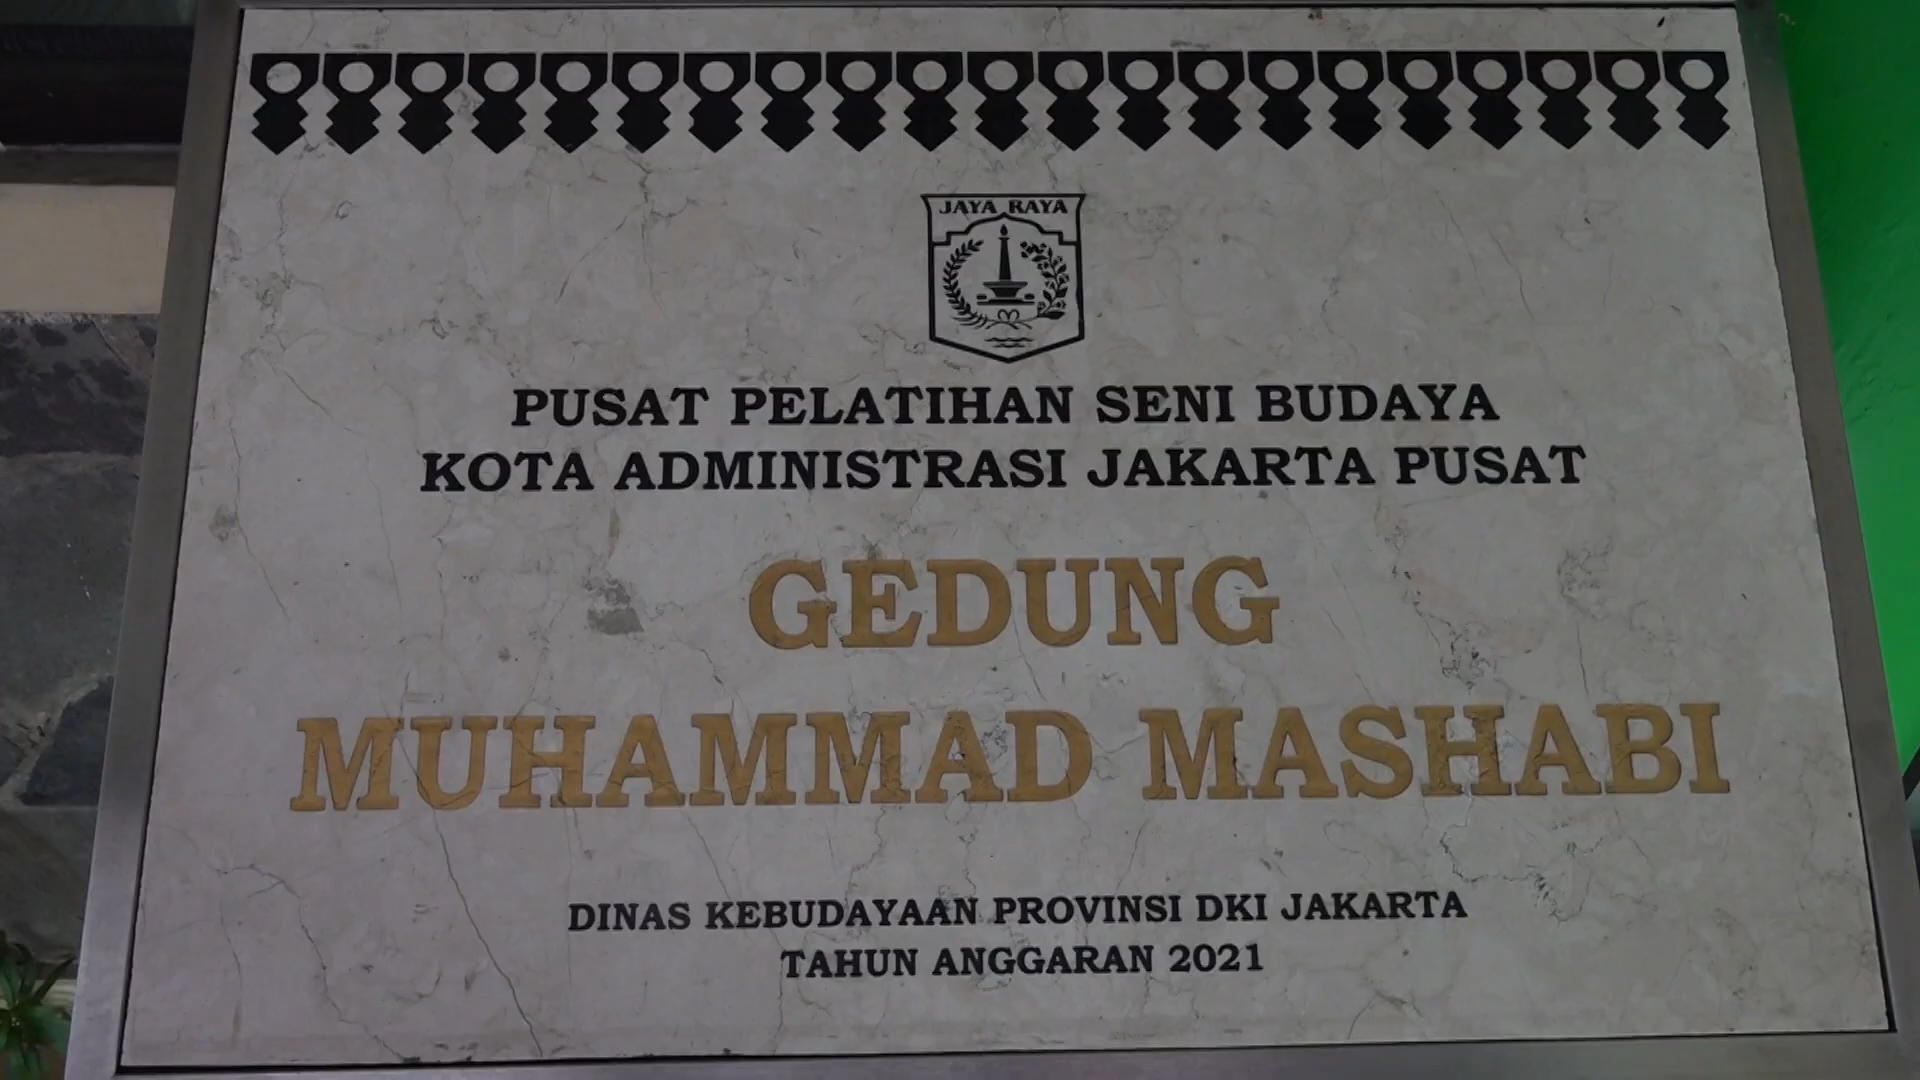 JAYA RAYA
PUSAT PELATIHAN SENI BUDAYA
KOTA ADMINISTRASI JAKARTA PUSAT
GEDUNG
MUHAMMAD MASHABI
DINAS KEBUDAYAAN PROVINSI DKI JAKARTA
TAHUN ANGGARAN 2021